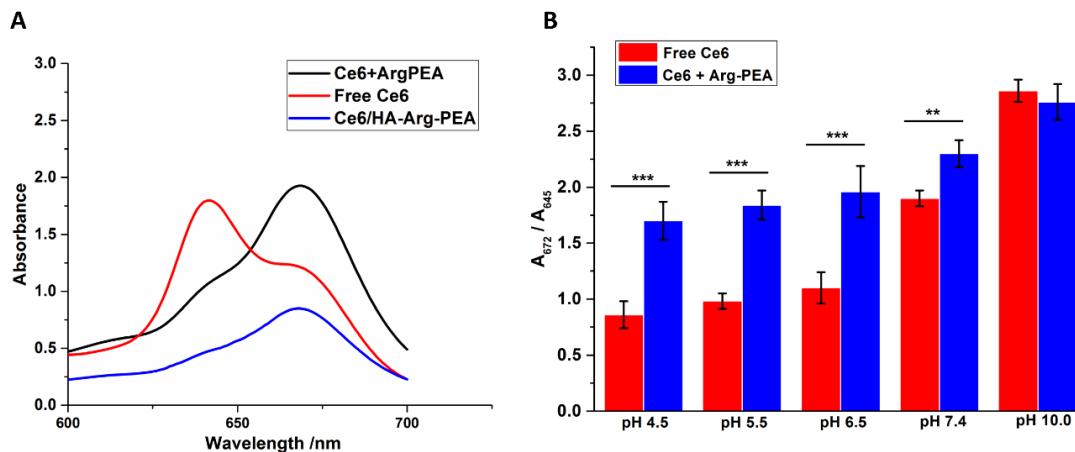 A
Absorbance
3.0
2.5
2.0
1.5
1.0
0.5
0.0
Ce6+ArgPEA
Free Ce6
Ce6/HA-Arg-PEA
600
650
700
Wavelength /nm
B
A672 / A645
3.0
2.5
2.0
1.5
1.0
0.5
0.0
Free Ce6
Ce6 + Arg-PEA
***
***
***
**
pH 4.5
pH 5.5
pH 6.5
pH 7.4
pH 10.0